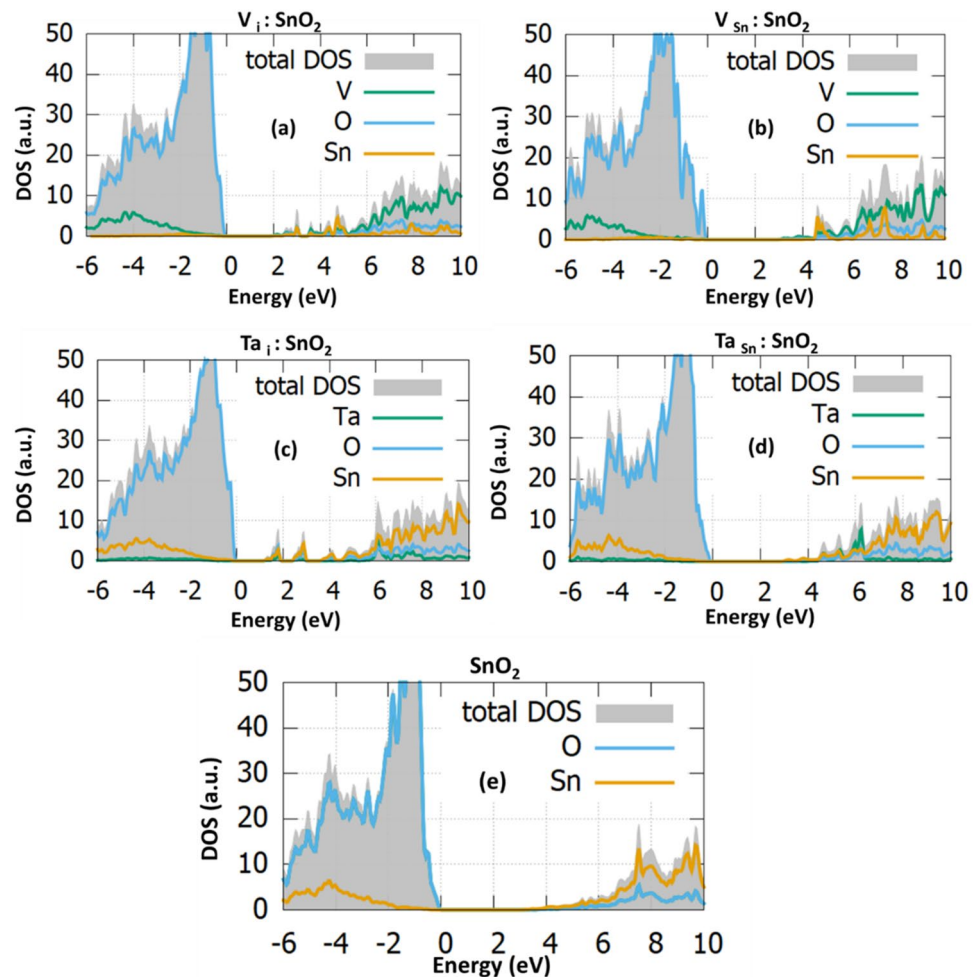 V i : SnO2
50
40
30
20
10
0
DOS (a.u.)
total DOS
V
O
Sn
(a)
-6 -4 -2 0 2 4 6 8 10
Energy (eV)
V Sn : SnO2
50
40
30
20
10
0
DOS (a.u.)
total DOS
V
O
Sn
(b)
-6 -4 -2 0 2 4 6 8 10
Energy (eV)
Ta i : SnO2
50
40
30
20
10
0
DOS (a.u.)
total DOS
Ta
O
Sn
(c)
-6 -4 -2 0 2 4 6 8 10
Energy (eV)
Ta Sn : SnO2
50
40
30
20
10
0
DOS (a.u.)
total DOS
Ta
O
Sn
(d)
-6 -4 -2 0 2 4 6 8 10
Energy (eV)
SnO2
50
40
30
20
10
0
DOS (a.u.)
total DOS
O
Sn
(e)
-6 -4 -2 0 2 4 6 8 10
Energy (eV)